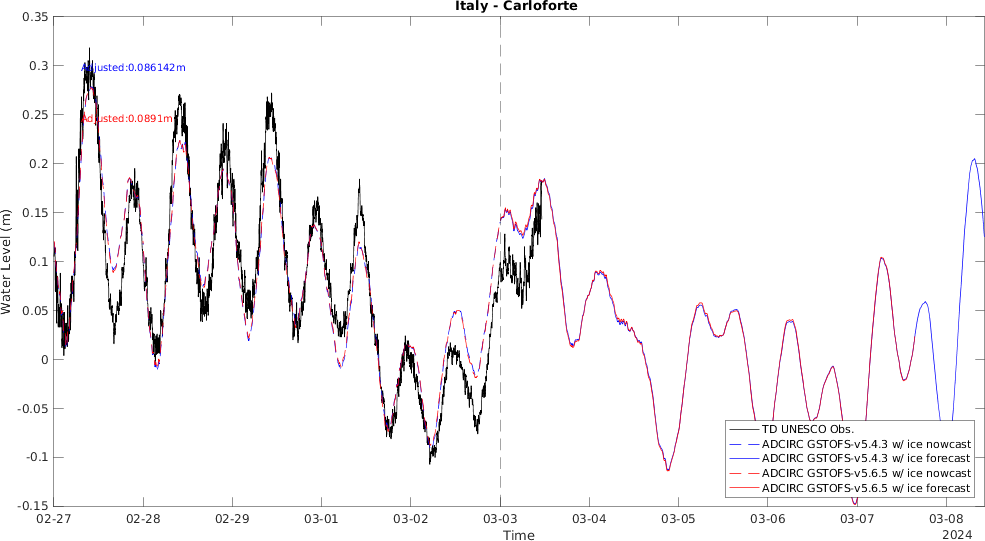 Italy - Carloforte
0.35
0.3
0.25
0.2
0.15
0.1
0.05
0
-0.05
-0.1
-0.15
Water Level (m)
Adjusted:0.086142m
Adjusted:0.0891m
TD UNESCO Obs.
ADCIRC GSTOFS-v5.4.3 w/ ice nowcast
ADCIRC GSTOFS-v5.4.3 w/ ice forecast
ADCIRC GSTOFS-v5.6.5 w/ ice nowcast
ADCIRC GSTOFS-v5.6.5 w/ ice forecast
02-27 02-28 02-29 03-01 03-02 03-03 03-04 03-05 03-06 03-07 03-08
Time
2024